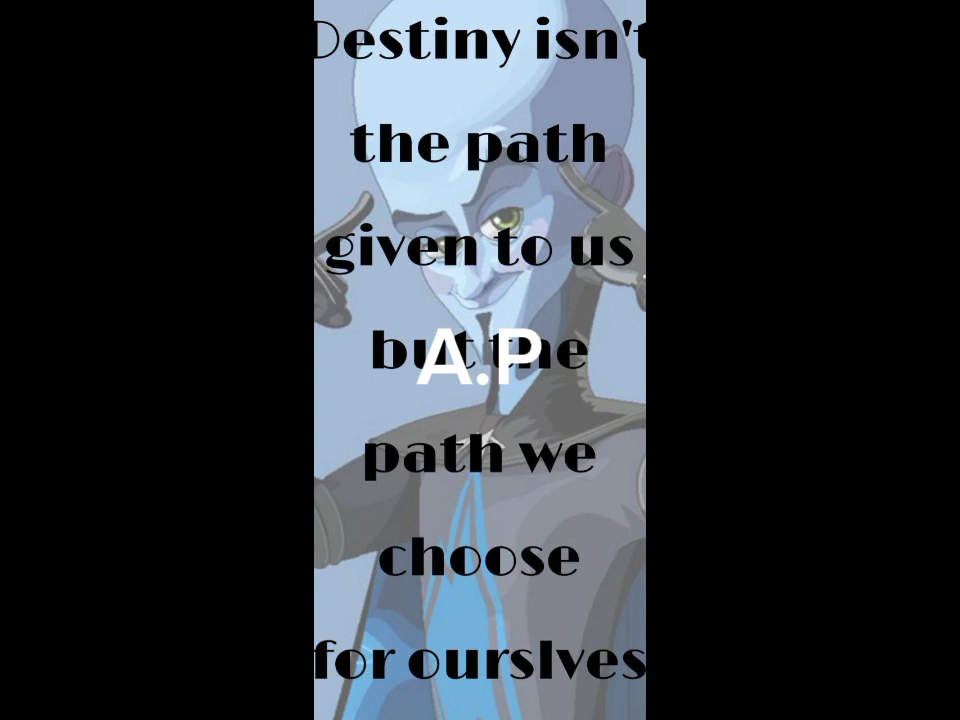 Destiny isn't
the path
given to us
but the
A.P
path we
choose
for ourslves